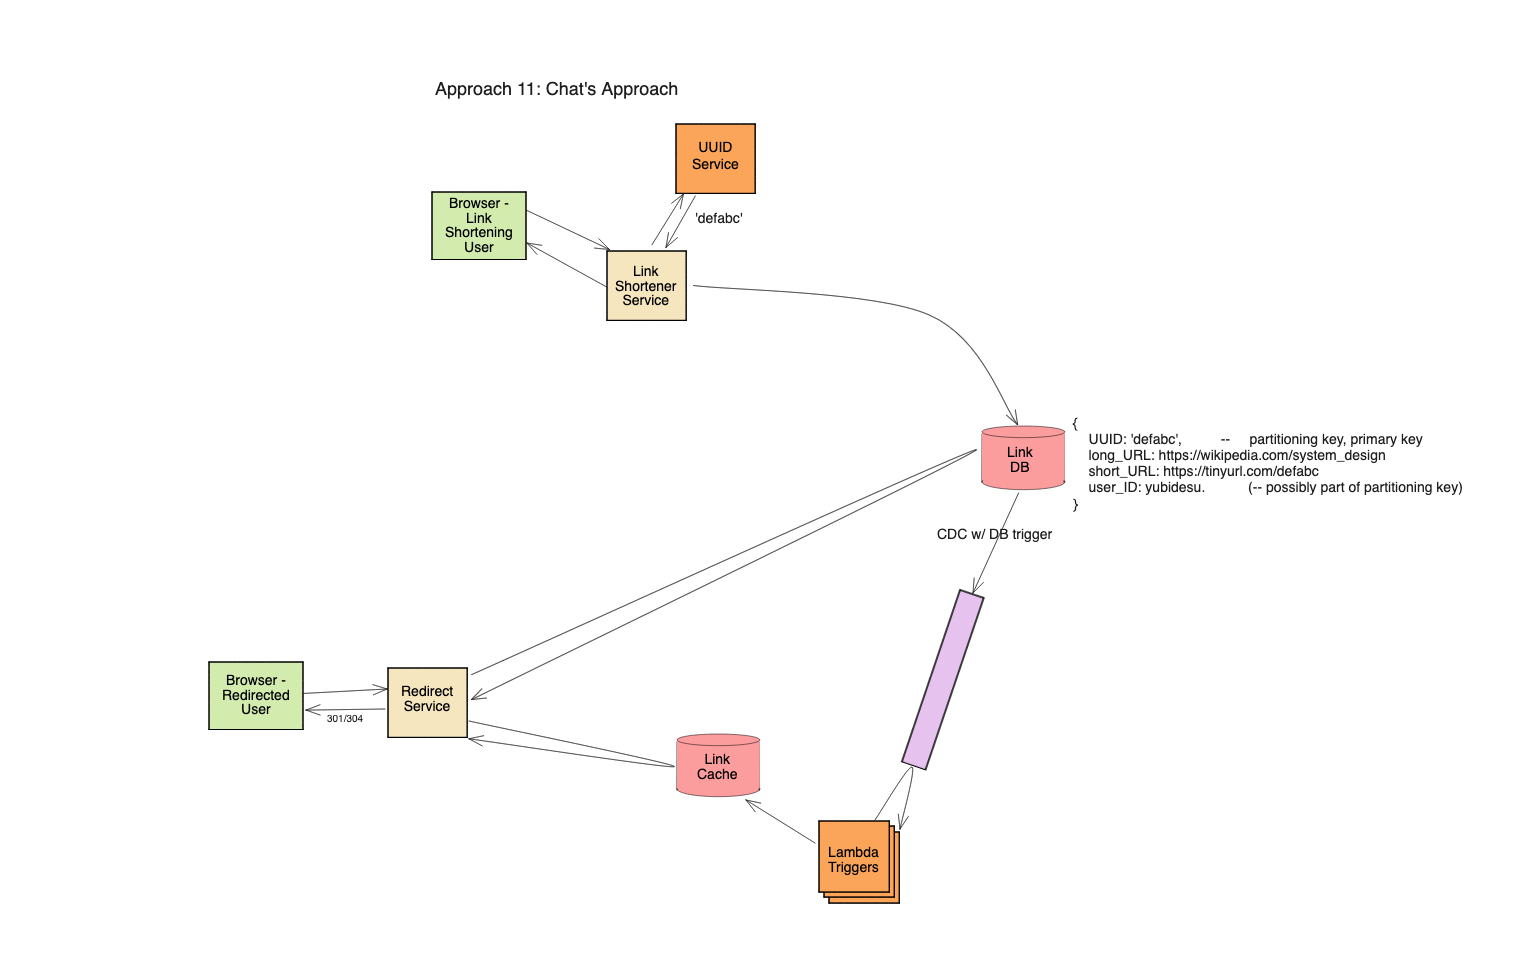 Approach 11: Chat's Approach
UUID
Service
Browser -
Link
Shortening
User
'defabc'
Link
Shortener
Service
Link
DB
{
UUID: 'defabc', -- partitioning key, primary key
long_URL: https://wikipedia.com/system_design
short_URL: https://tinyurl.com/defabc
user_ID: yubidesu. (-- possibly part of partitioning key)
}
CDC w/ DB trigger
Browser -
Redirected
User
301/304
Redirect
Service
Link
Cache
Lambda
Triggers